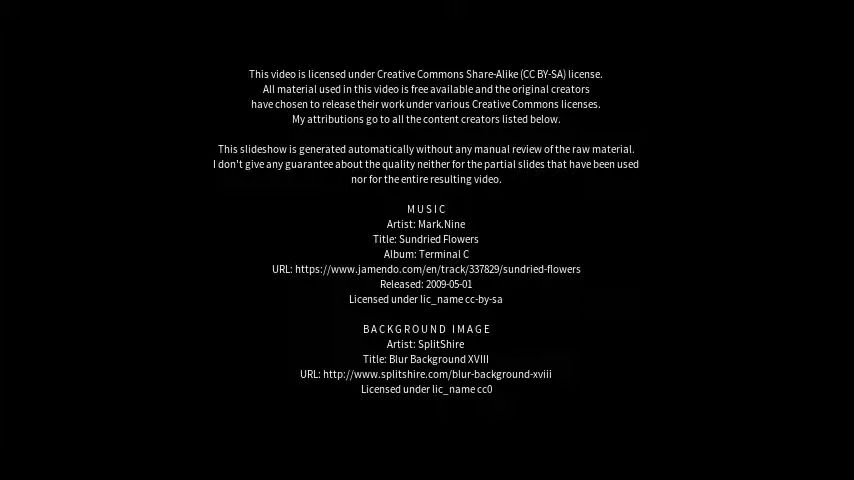 This video is licensed under Creative Commons Share-Alike (CC BY-SA) license.
All material used in this video is free available and the original creators
have chosen to release their work under various Creative Commons licenses.
My attributions go to all the content creators listed below.
This slideshow is generated automatically without any manual review of the raw material.
I don't give any guarantee about the quality neither for the partial slides that have been used
nor for the entire resulting video.
MUSIC
Artist: Mark.Nine
Title: Sundried Flowers
Album: Terminal C
URL: https://www.jamendo.com/en/track/337829/sundried-flowers
Released: 2009-05-01
Licensed under lic_name cc-by-sa
BACKGROUND IMAGE
Artist: SplitShire
Title: Blur Background XVIII
URL: http://www.splitshire.com/blur-background-xviii
Licensed under lic_name cc0